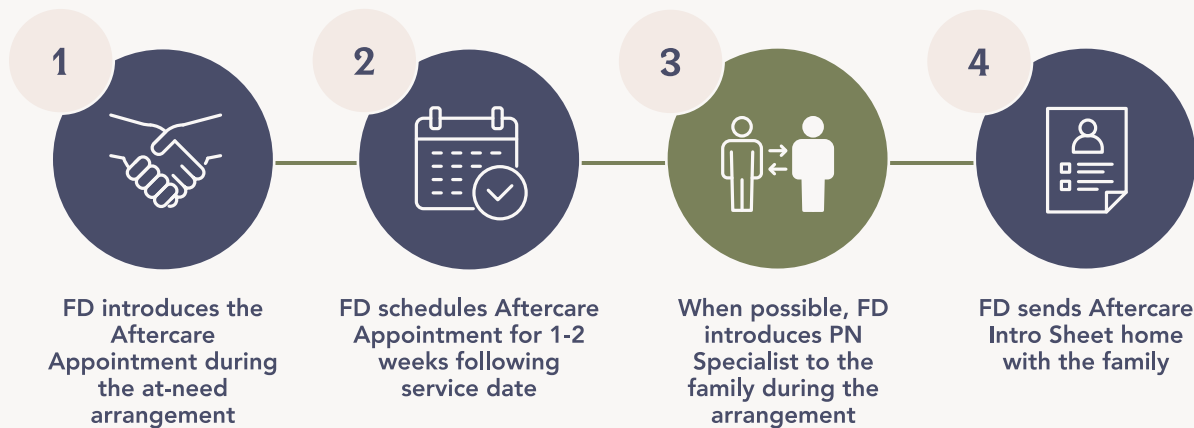 1
FD introduces the
Aftercare
Appointment during
the at-need
arrangement
2
FD schedules Aftercare
Appointment for 1-2
weeks following
service date
3
When possible, FD
introduces PN
Specialist to the
family during the
arrangement
4
FD sends Aftercare
Intro Sheet home
with the family